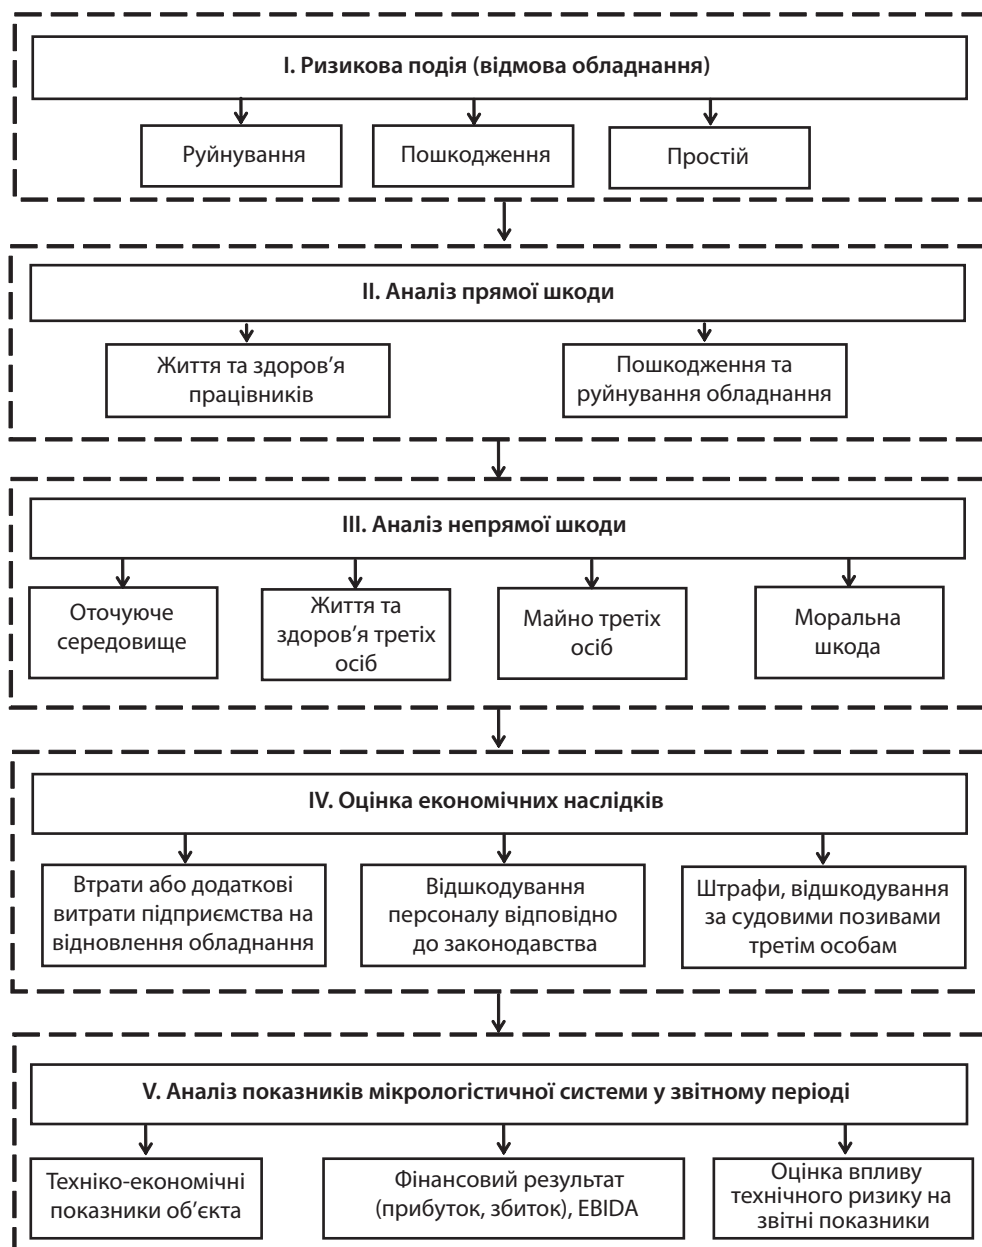 I. Ризикова подія (відмова обладнання)
Руйнування
Пошкодження
Простій
II. Аналіз прямої шкоди
Життя та здоров’я
працівників
Пошкодження та
руйнування обладнання
III. Аналіз непрямої шкоди
Оточуюче
середовище
Життя та
здоров’я третіх
осіб
Майно третіх
осіб
Моральна
шкода
IV. Оцінка економічних наслідків
Втрати або додаткові
витрати підприємства на
відновлення обладнання
Відшкодування
персоналу відповідно
до законодавства
Штрафи, відшкодування
за судовими позивами
третім особам
V. Аналіз показників мікрологістичної системи у звітному періоді
Техніко-економічні
показники об’єкта
Фінансовий результат
(прибуток, збиток), EBIDA
Оцінка впливу
технічного ризику на
звітні показники